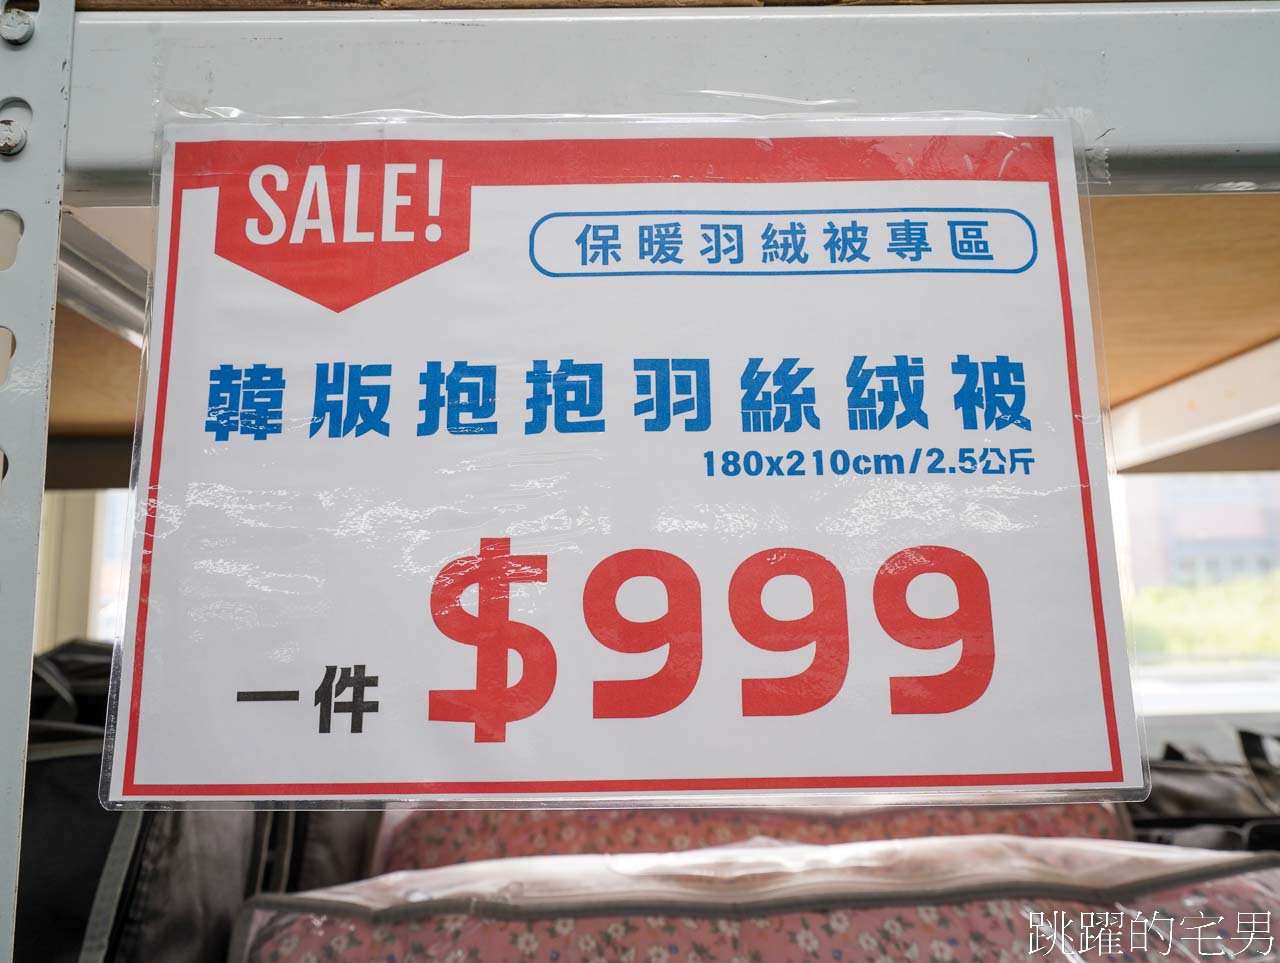 SALE!
保暖羽絨被專區
韓版抱抱羽絲絨被
180x210cm/2.5公斤
一件 $999
跳躍的宅男